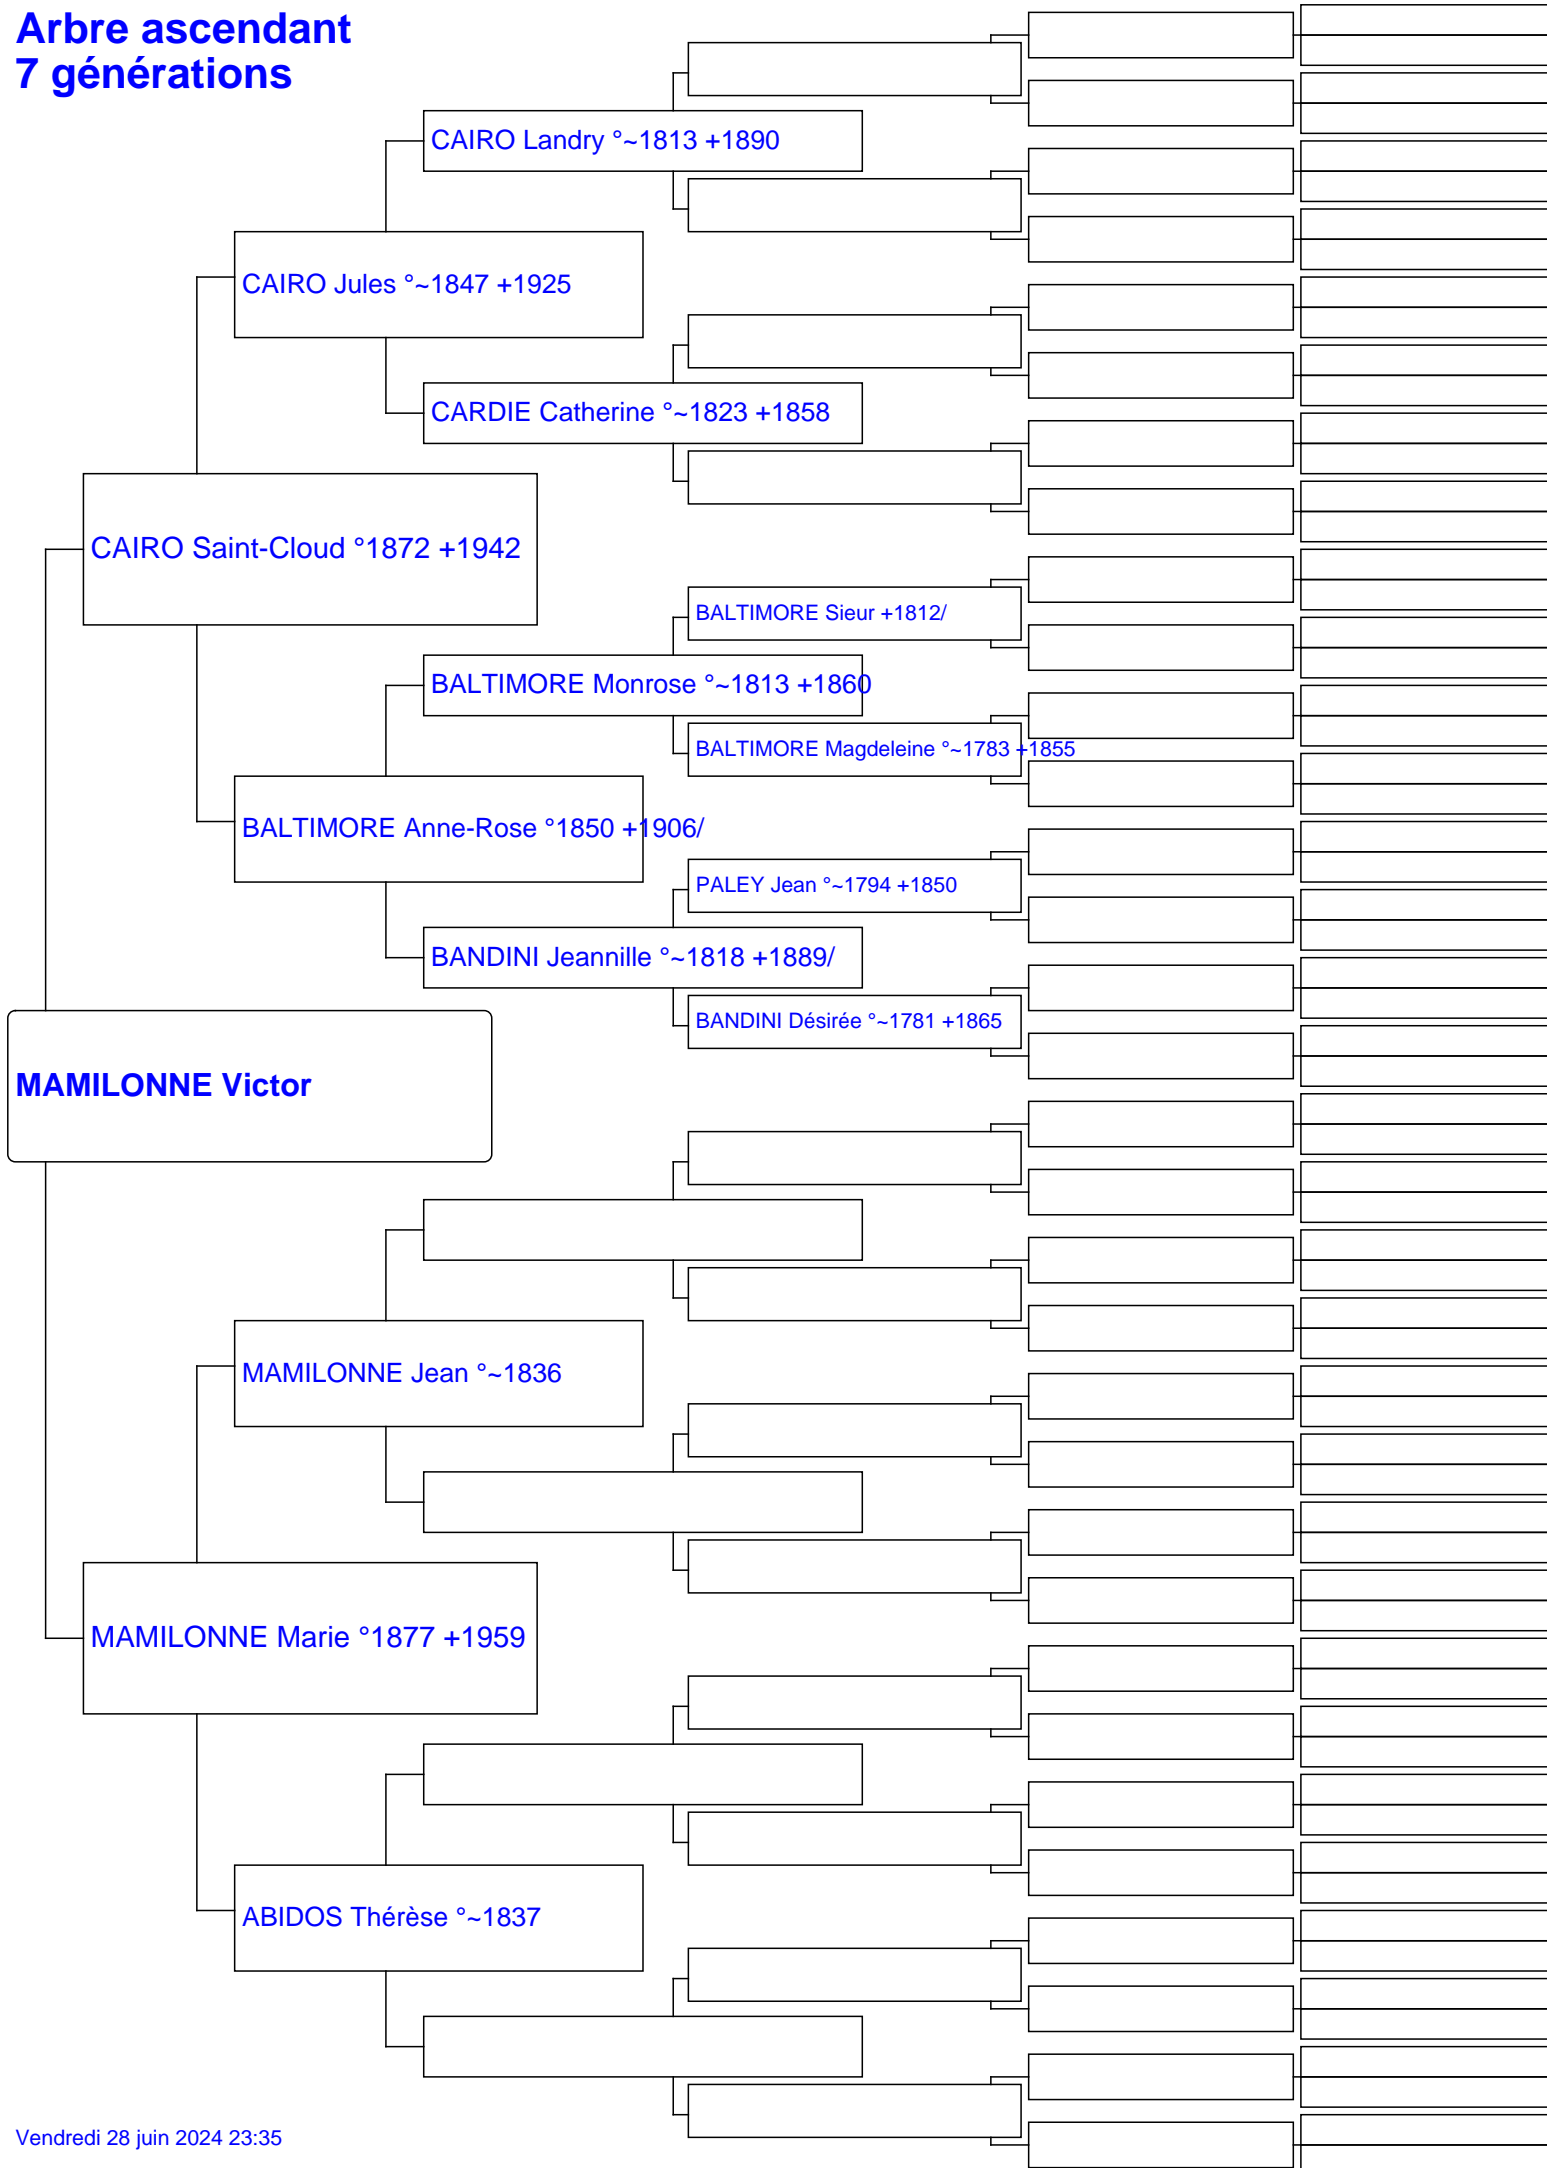 Arbre ascendant
7 générations
CAIRO Landry °~1813 +1890
CAIRO Jules °~1847 +1925
CARDIE Catherine °~1823 +1858
CAIRO Saint-Cloud °1872 +1942
BALTIMORE Sieur +1812/
BALTIMORE Monrose °~1813 +1860
BALTIMORE Magdeleine °~1783 +1855
BALTIMORE Anne-Rose °1850 +1906/
PALEY Jean °~1794 +1850
BANDINI Jeannille °~1818 +1889/
BANDINI Désirée °~1781 +1865
MAMILONNE Victor
MAMILONNE Jean °~1836
MAMILONNE Marie °1877 +1959
ABIDOS Thérèse °~1837
Vendredi 28 juin 2024 23:35